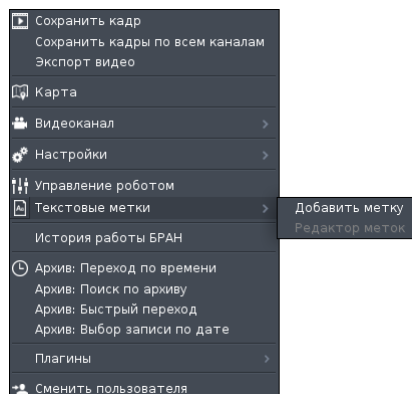 Сохранить кадр
Сохранить кадры по всем каналам
Экспорт видео
Карта
Видеоканал
Настройки
Управление роботом
Текстовые метки
Добавить метку
Редактор меток
История работы БРАН
Архив: Переход по времени
Архив: Поиск по архиву
Архив: Быстрый переход
Архив: Выбор записи по дате
Плагины
Сменить пользователя